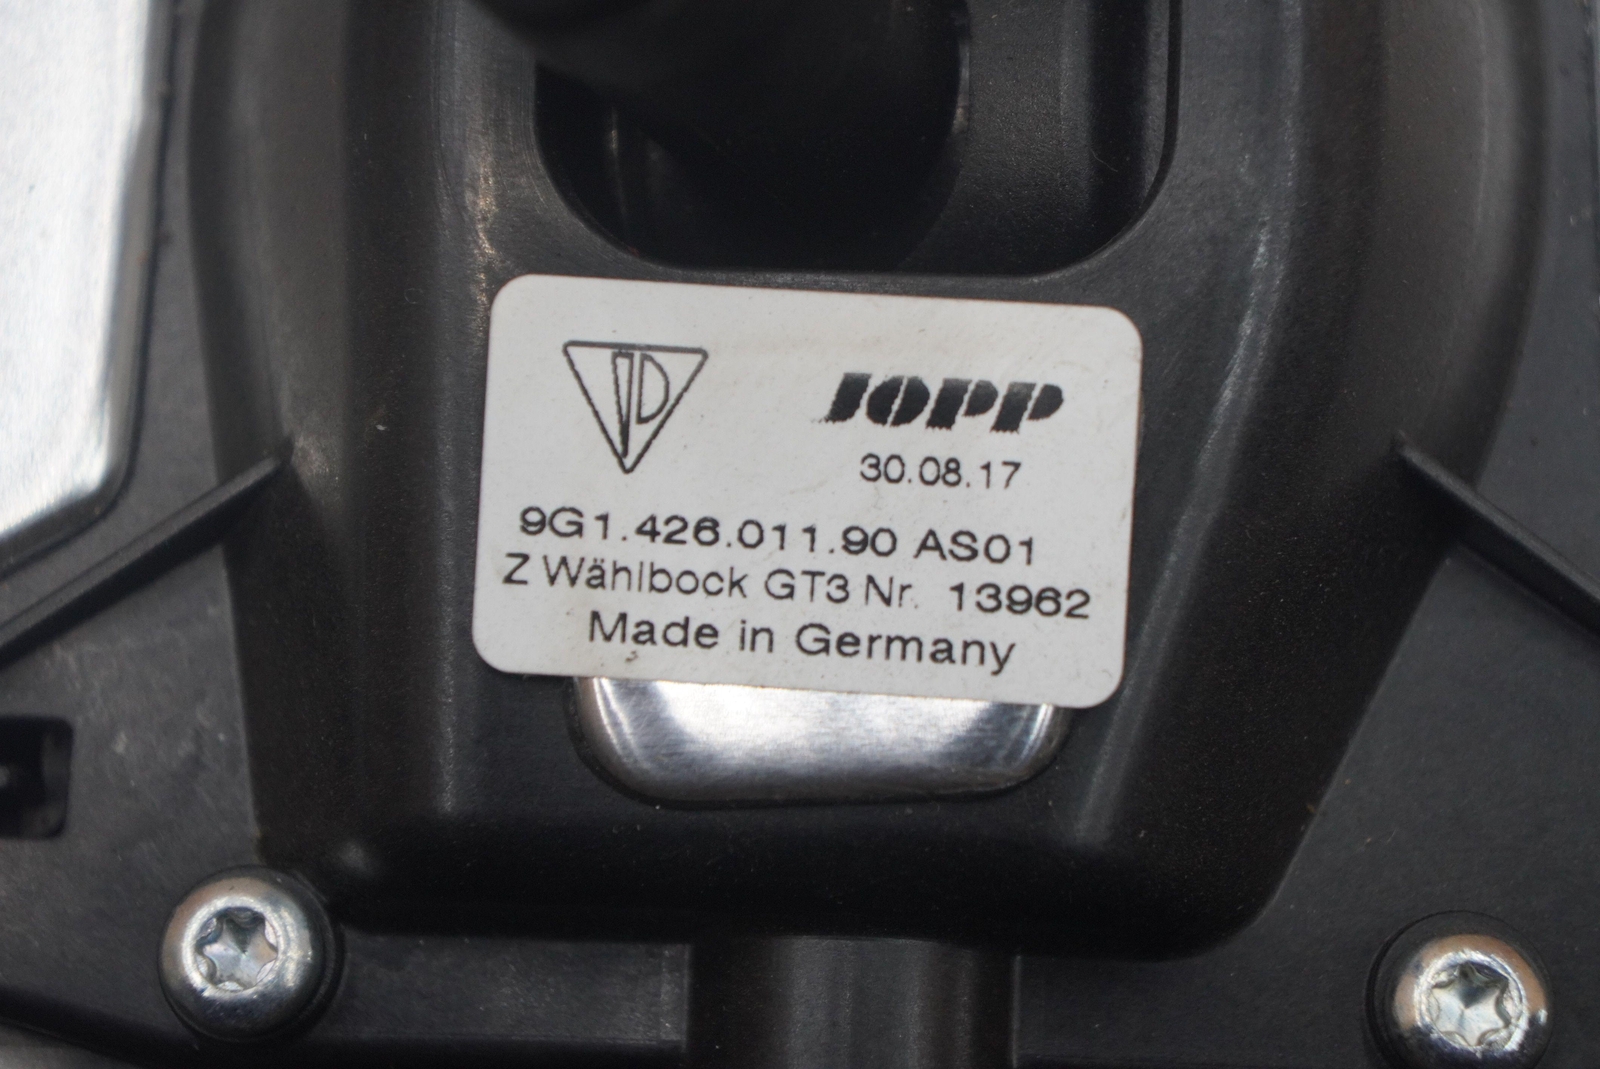 JOPP
30.08.17
9G1.426.011.90 AS01
Z Wählbock GT3 Nr. 13962
Made in Germany